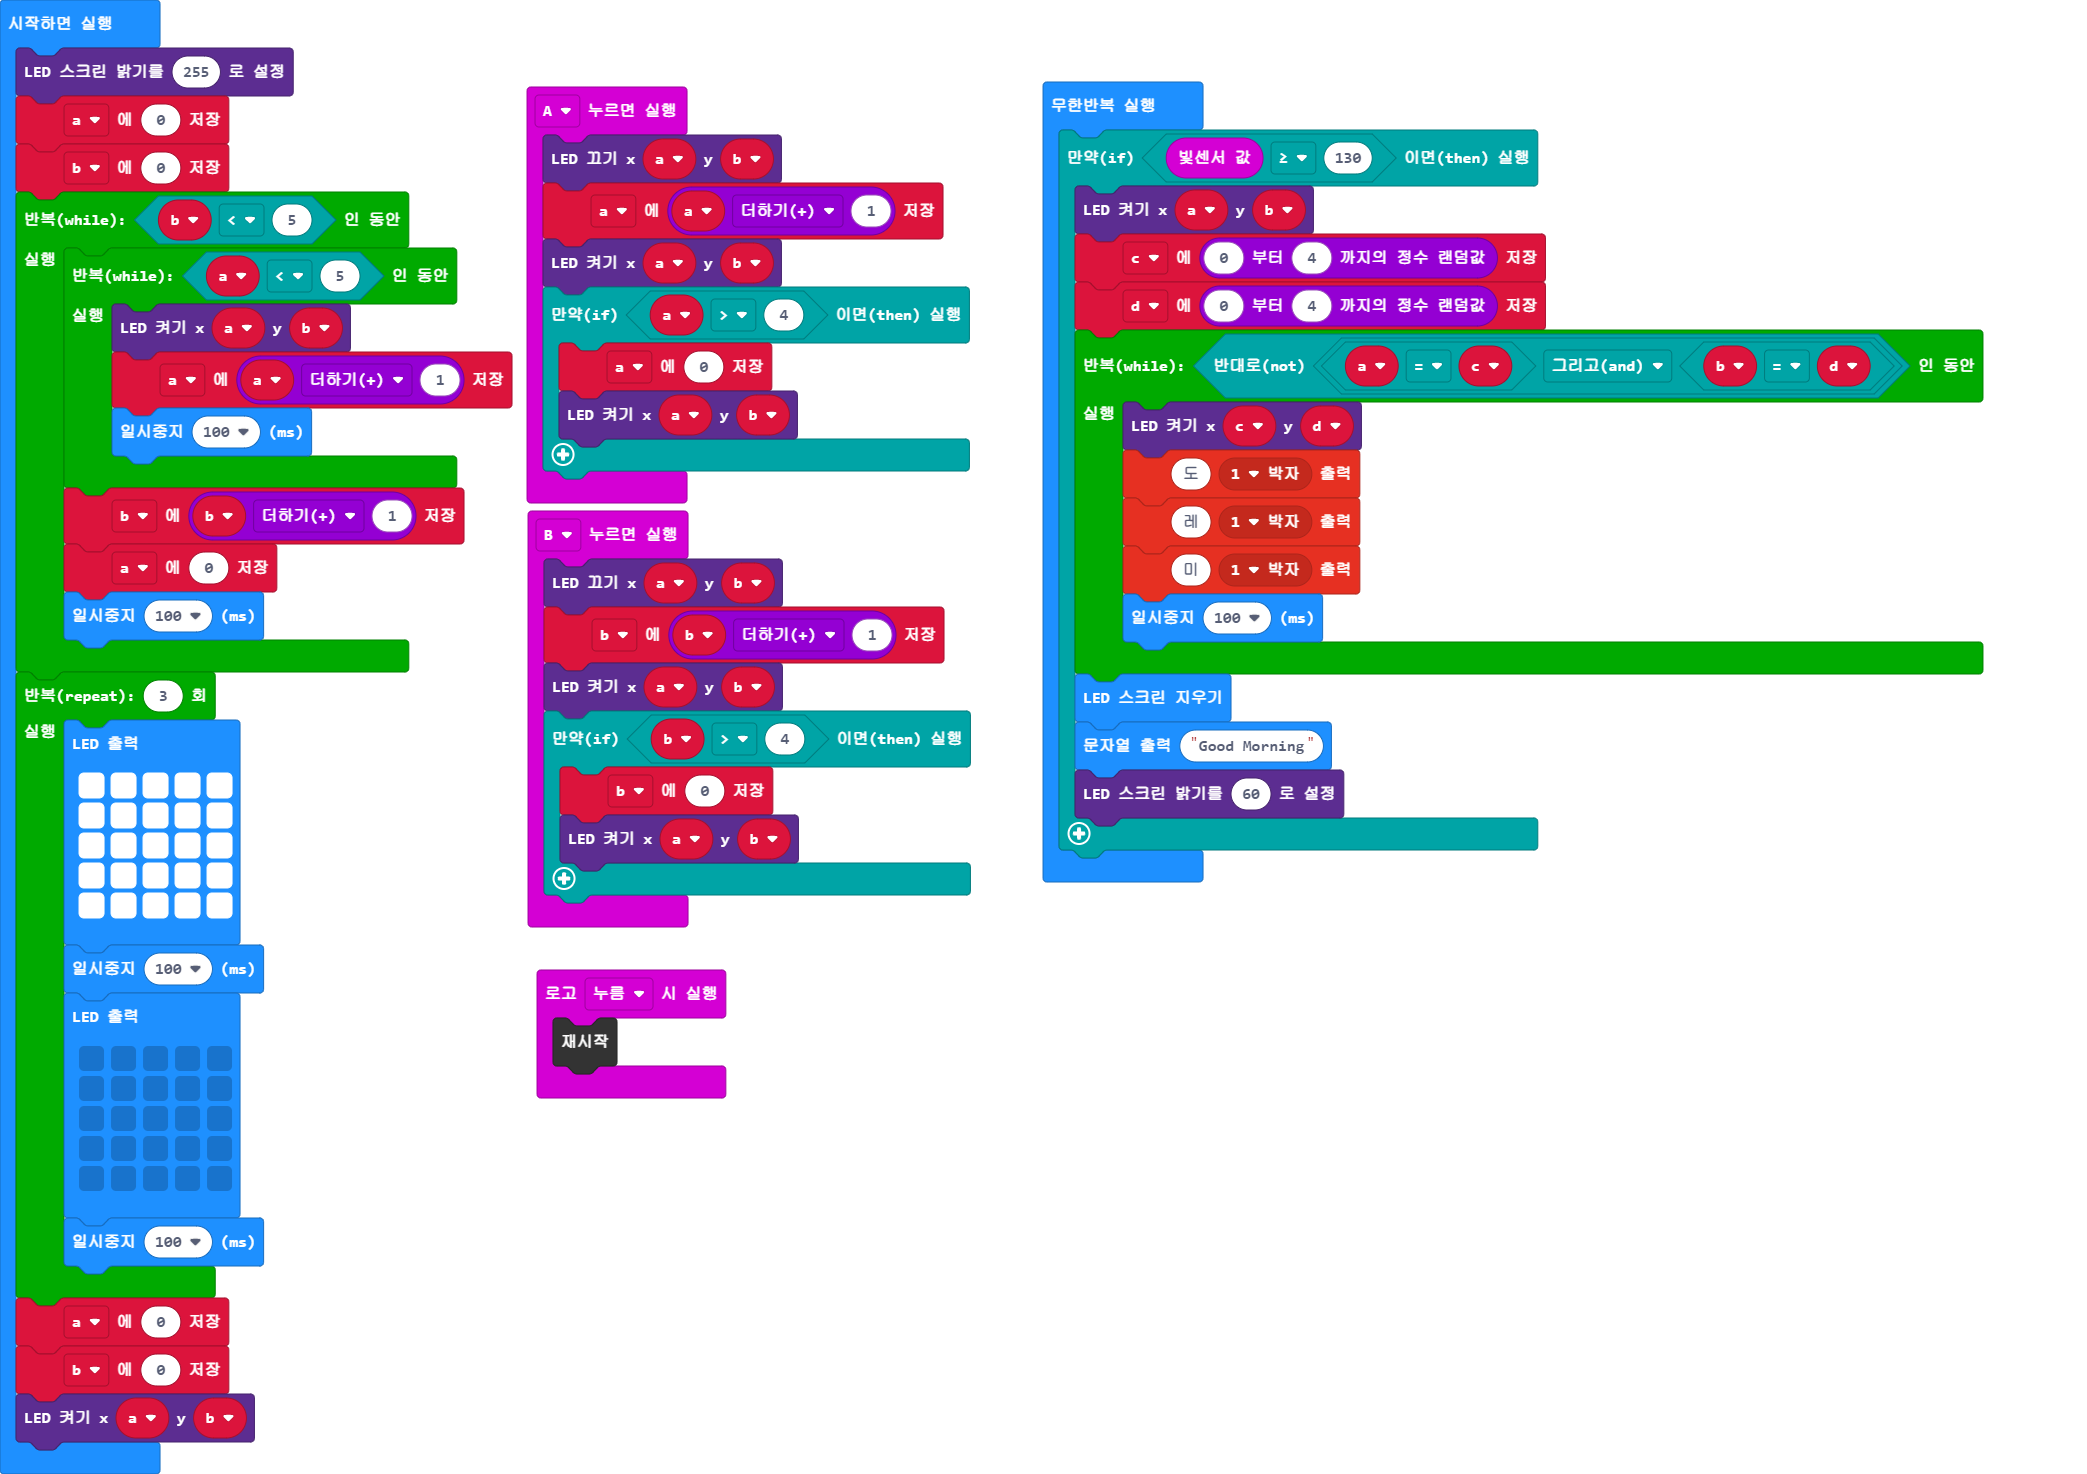 시작하면 실행
LED 스크린 밝기를 255 로 설정
a 에 0 저장
b 에 0 저장
반복(while): b < 5 인 동안
실행
반복(while): a < 5 인 동안
실행
LED 켜기 x a y b
a 에 a 더하기(+) 1 저장
일시중지 100 (ms)
b 에 b 더하기(+) 1 저장
a 에 0 저장
일시중지 100 (ms)
반복(repeat): 3 회
실행
LED 출력
일시중지 100 (ms)
LED 출력
일시중지 100 (ms)
a 에 0 저장
b 에 0 저장
LED 켜기 x a y b
A 누르면 실행
LED 끄기 x a y b
a 에 a 더하기(+) 1 저장
LED 켜기 x a y b
만약(if) a > 4 이면(then) 실행
a 에 0 저장
LED 켜기 x a y b
B 누르면 실행
LED 끄기 x a y b
b 에 b 더하기(+) 1 저장
LED 켜기 x a y b
만약(if) b > 4 이면(then) 실행
b 에 0 저장
LED 켜기 x a y b
로고 누름 시 실행
재시작
무한반복 실행
만약(if) 빛센서 값 ≥ 130 이면(then) 실행
LED 켜기 x a y b
c 에 0 부터 4 까지의 정수 랜덤값 저장
d 에 0 부터 4 까지의 정수 랜덤값 저장
반복(while): 반대로(not) a = c 그리고(and) b = d 인 동안
실행
LED 켜기 x c y d
도 1 박자 출력
레 1 박자 출력
미 1 박자 출력
일시중지 100 (ms)
LED 스크린 지우기
문자열 출력 "Good Morning"
LED 스크린 밝기를 60 로 설정